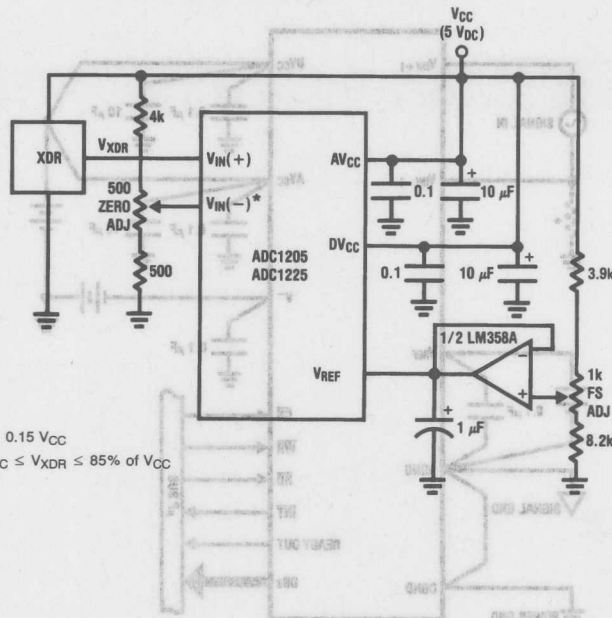 VCC
(5 VDC)
4k
XDR
VXDR
VIN(+)
AVCC
0.1
10 μF
500
ZERO
ADJ
VIN(−)*
ADC1205
ADC1225
DVCC
0.1
10 μF
500
3.9k
1/2 LM358A
VREF
−
+
1k
FS
ADJ
1 μF
8.2k
0.15 VCC
C ≤ VXDR ≤ 85% of VCC